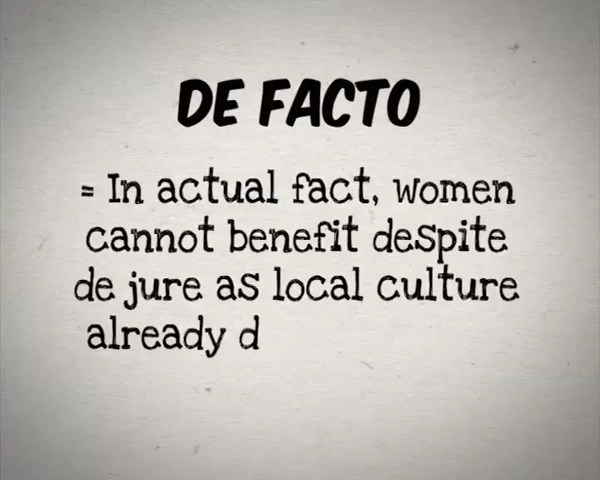 DE FACTO
= In actual fact, women
cannot benefit despite
de jure as local culture
already d